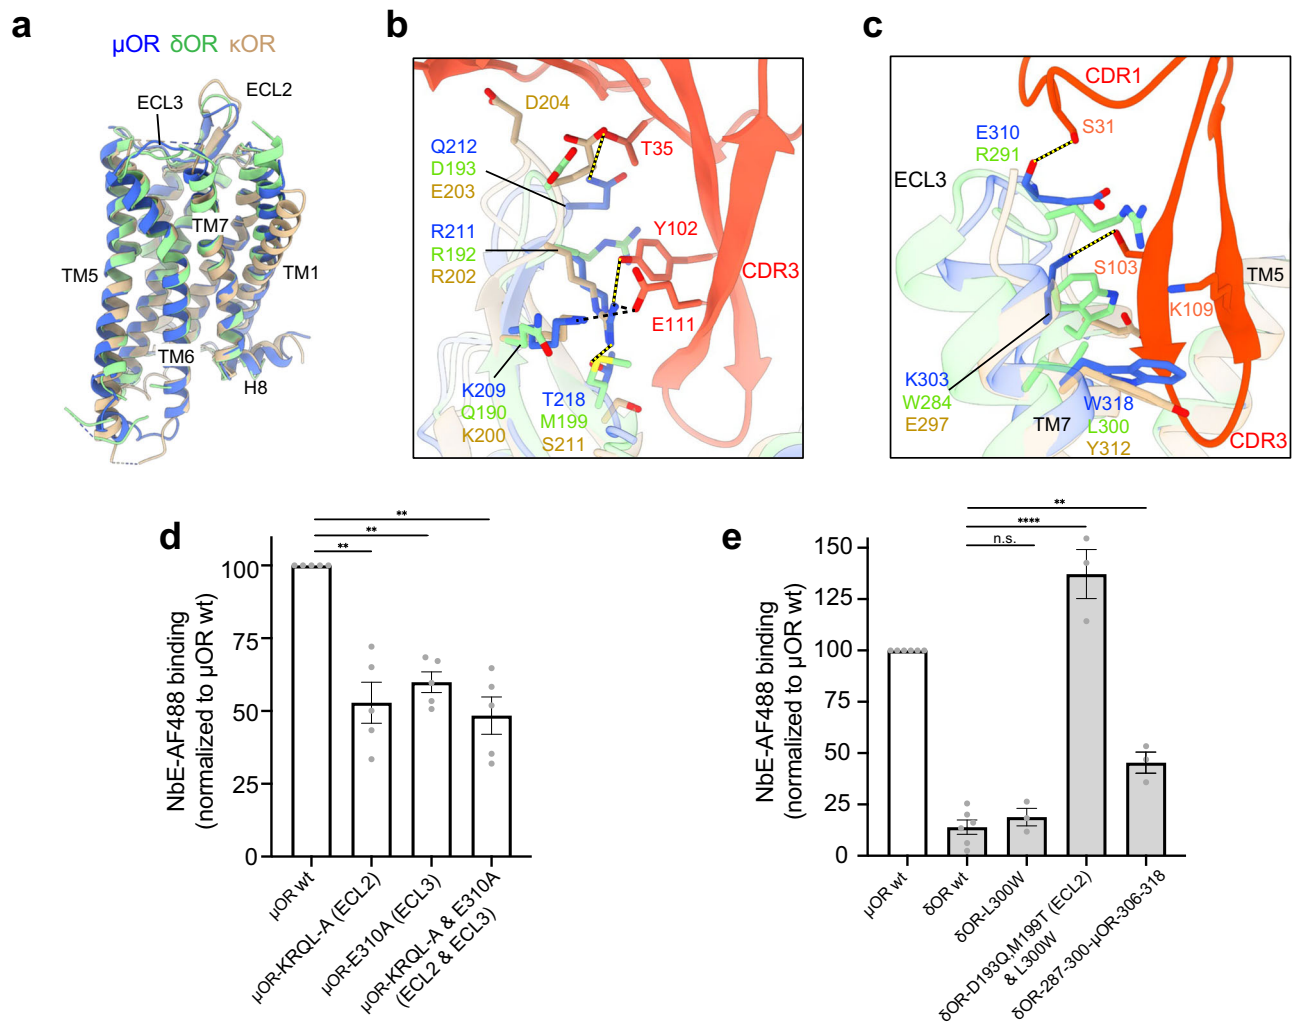 a
µOR δOR κOR
ECL3
ECL2
TM7
TM5
TM1
TM6
H8
b
D204
Q212
D193
E203
T35
R211
R192
R202
Y102
CDR3
E111
K209
Q190
K200
T218
M199
S211
c
CDR1
E310
R291
S31
ECL3
S103
TM5
K109
K303
W284
E297
TM7
W318
L300
Y312
CDR3
d
**
**
**
NbE-AF488 binding
(normalized to µOR wt)
100
75
50
25
0
µOR wt
µOR-KRQL-A (ECL2)
µOR-E310A (ECL3)
µOR-KRQL-A & E310A
(ECL2 & ECL3)
e
**
****
n.s.
NbE-AF488 binding
(normalized to µOR wt)
150
125
100
75
50
25
0
µOR wt
δOR wt
δOR-L300W
δOR-D193Q,M199T (ECL2)
& L300W
δOR-287-300-µOR-306-318